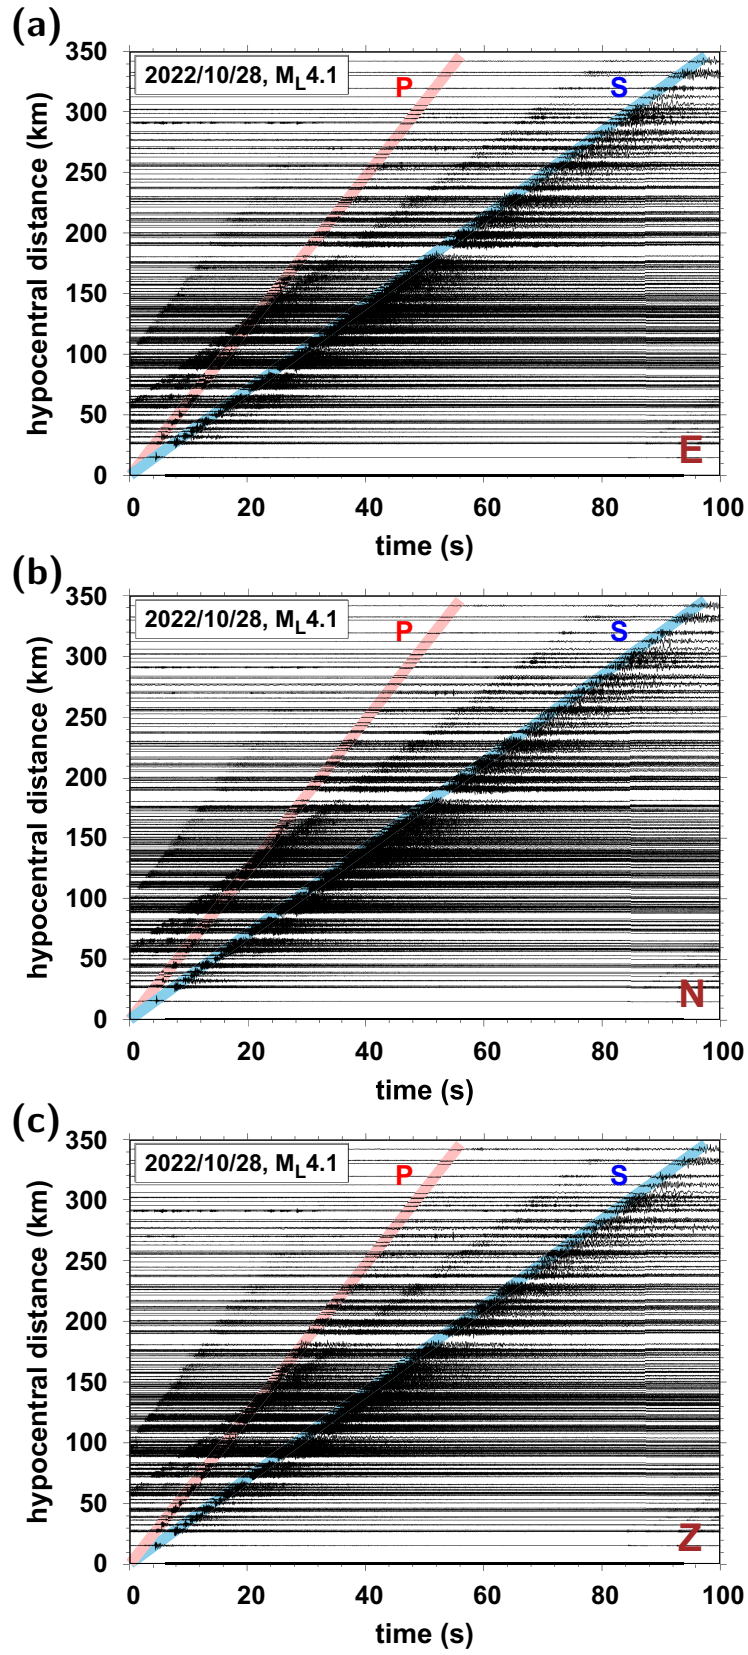 (a)
350
300
250
200
150
100
50
0
hypocentral distance (km)
2022/10/28, ML4.1
P
S
E
0 20 40 60 80 100
time (s)
(b)
350
300
250
200
150
100
50
0
hypocentral distance (km)
2022/10/28, ML4.1
P
S
N
0 20 40 60 80 100
time (s)
(c)
350
300
250
200
150
100
50
0
hypocentral distance (km)
2022/10/28, ML4.1
P
S
Z
0 20 40 60 80 100
time (s)